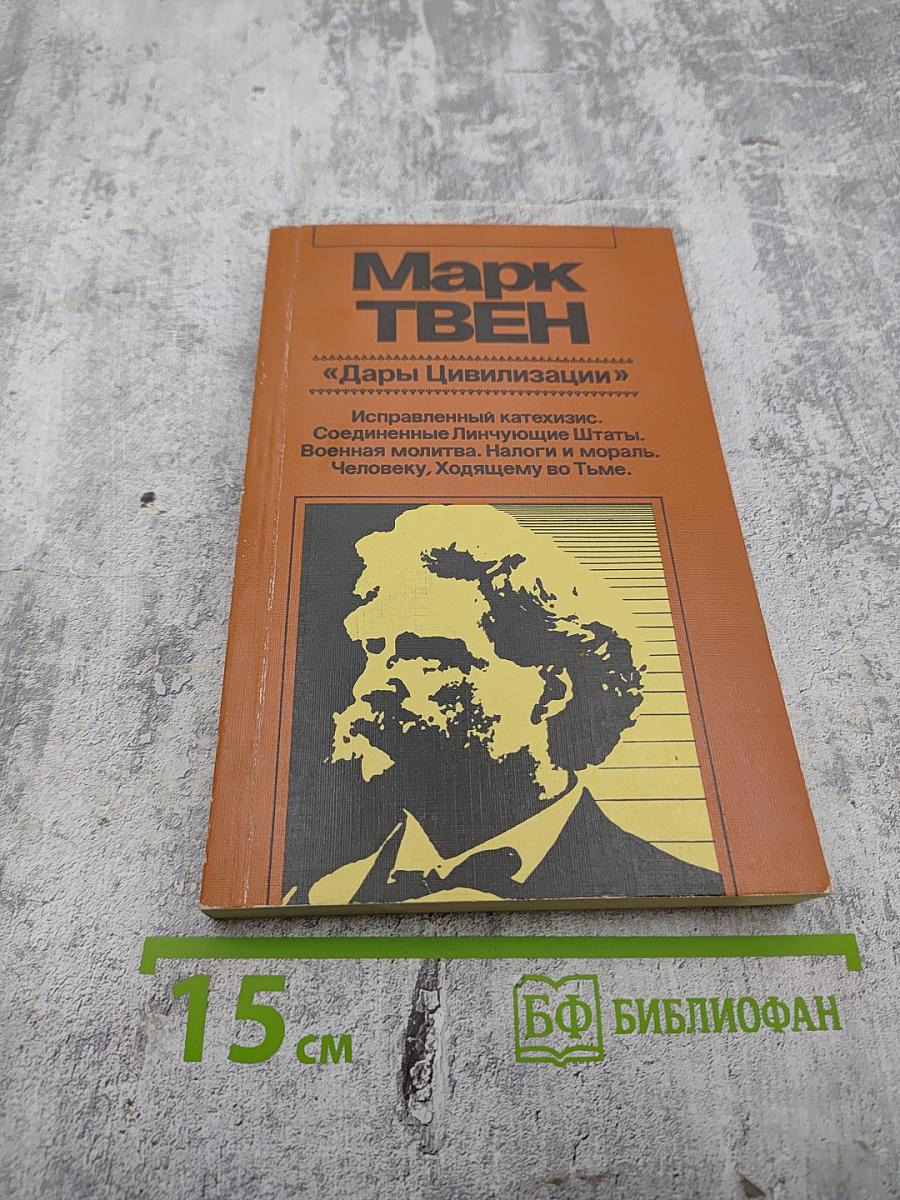 Марк
ТВЕН
«Дары Цивилизации»
Исправленный катехизис.
Соединенные Линчующие Штаты.
Военная молитва. Налоги и мораль.
Человеку, Ходящему во Тьме.
15 см
БФ БИБЛИОФАН